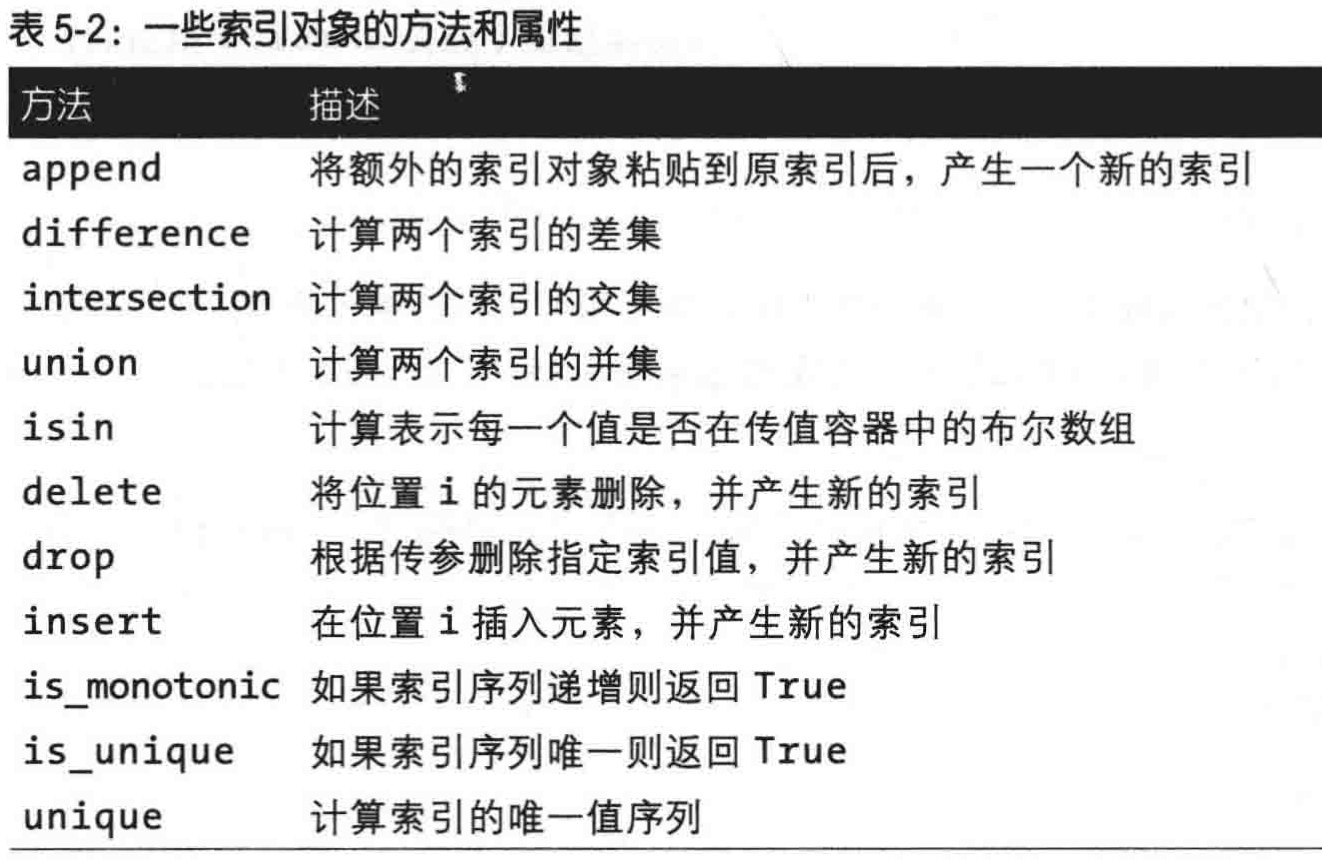 表 5-2：一些索引对象的方法和属性
方法 描述
append 将额外的索引对象粘贴到原索引后，产生一个新的索引
difference 计算两个索引的差集
intersection 计算两个索引的交集
union 计算两个索引的并集
isin 计算表示每一个值是否在传值容器中的布尔数组
delete 将位置 i 的元素删除，并产生新的索引
drop 根据传参删除指定索引值，并产生新的索引
insert 在位置 i 插入元素，并产生新的索引
is_monotonic 如果索引序列递增则返回 True
is_unique 如果索引序列唯一则返回 True
unique 计算索引的唯一值序列